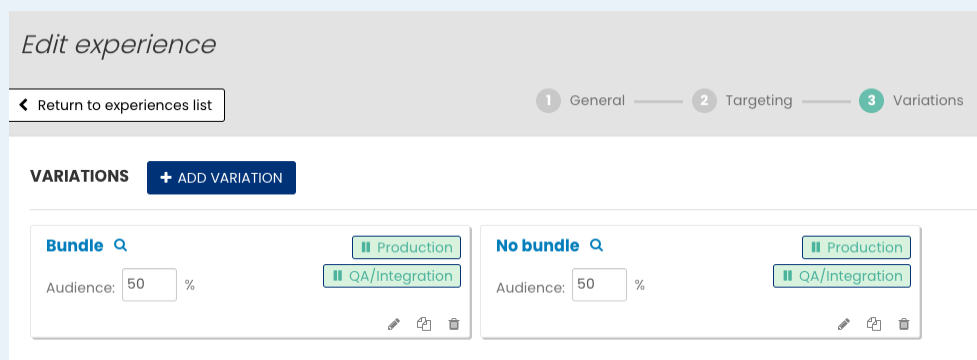 Edit experience
Return to experiences list
1 General 2 Targeting 3 Variations
VARIATIONS + ADD VARIATION
Bundle Production
QA/Integration
Audience: 50 %
No bundle Production
QA/Integration
Audience: 50 %